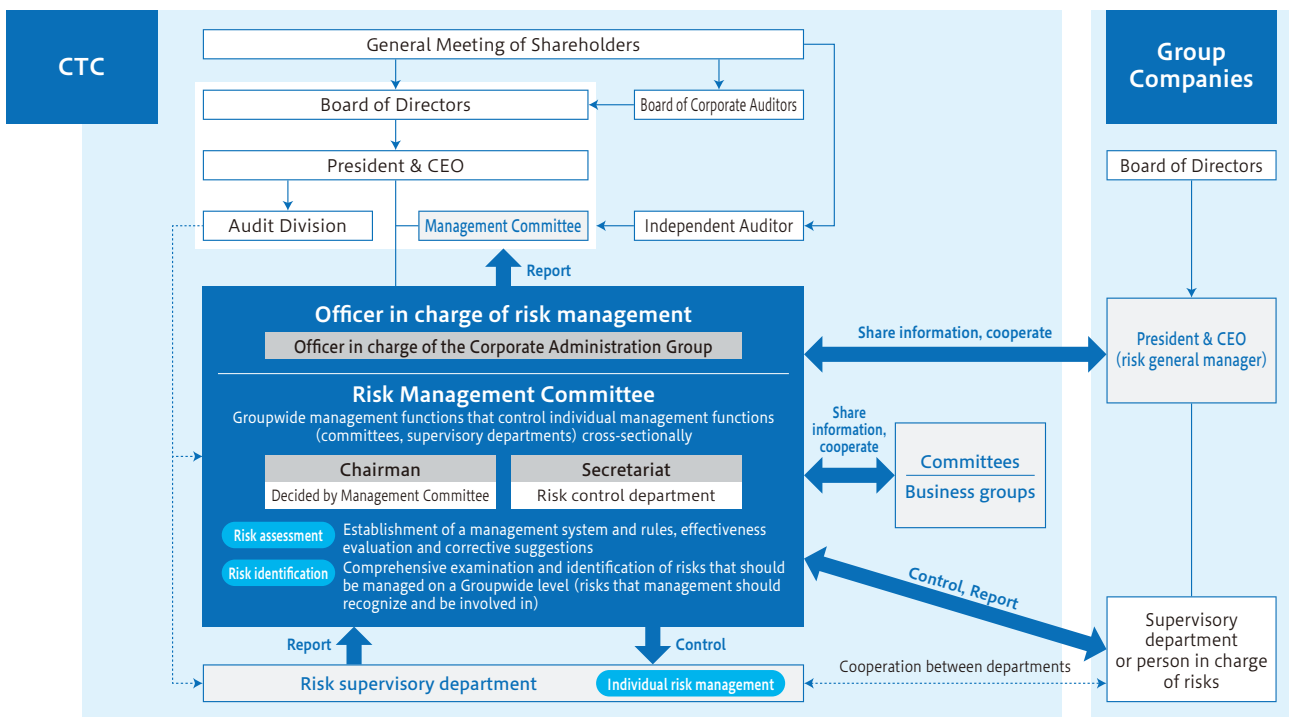 CTC
General Meeting of Shareholders
Board of Directors
Board of Corporate Auditors
President & CEO
Audit Division
Management Committee
Independent Auditor
Report
Officer in charge of risk management
Officer in charge of the Corporate Administration Group
Risk Management Committee
Groupwide management functions that control individual management functions
(committees, supervisory departments) cross-sectionally
Chairman
Decided by Management Committee
Secretariat
Risk control department
Risk assessment
Establishment of a management system and rules, effectiveness
evaluation and corrective suggestions
Risk identification
Comprehensive examination and identification of risks that should
be managed on a Groupwide level (risks that management should
recognize and be involved in)
Report
Control
Risk supervisory department
Individual risk management
Share information, cooperate
Share
information,
cooperate
Committees
Business groups
Control, Report
Cooperation between departments
Group
Companies
Board of Directors
President & CEO
(risk general manager)
Supervisory
department
or person in charge
of risks